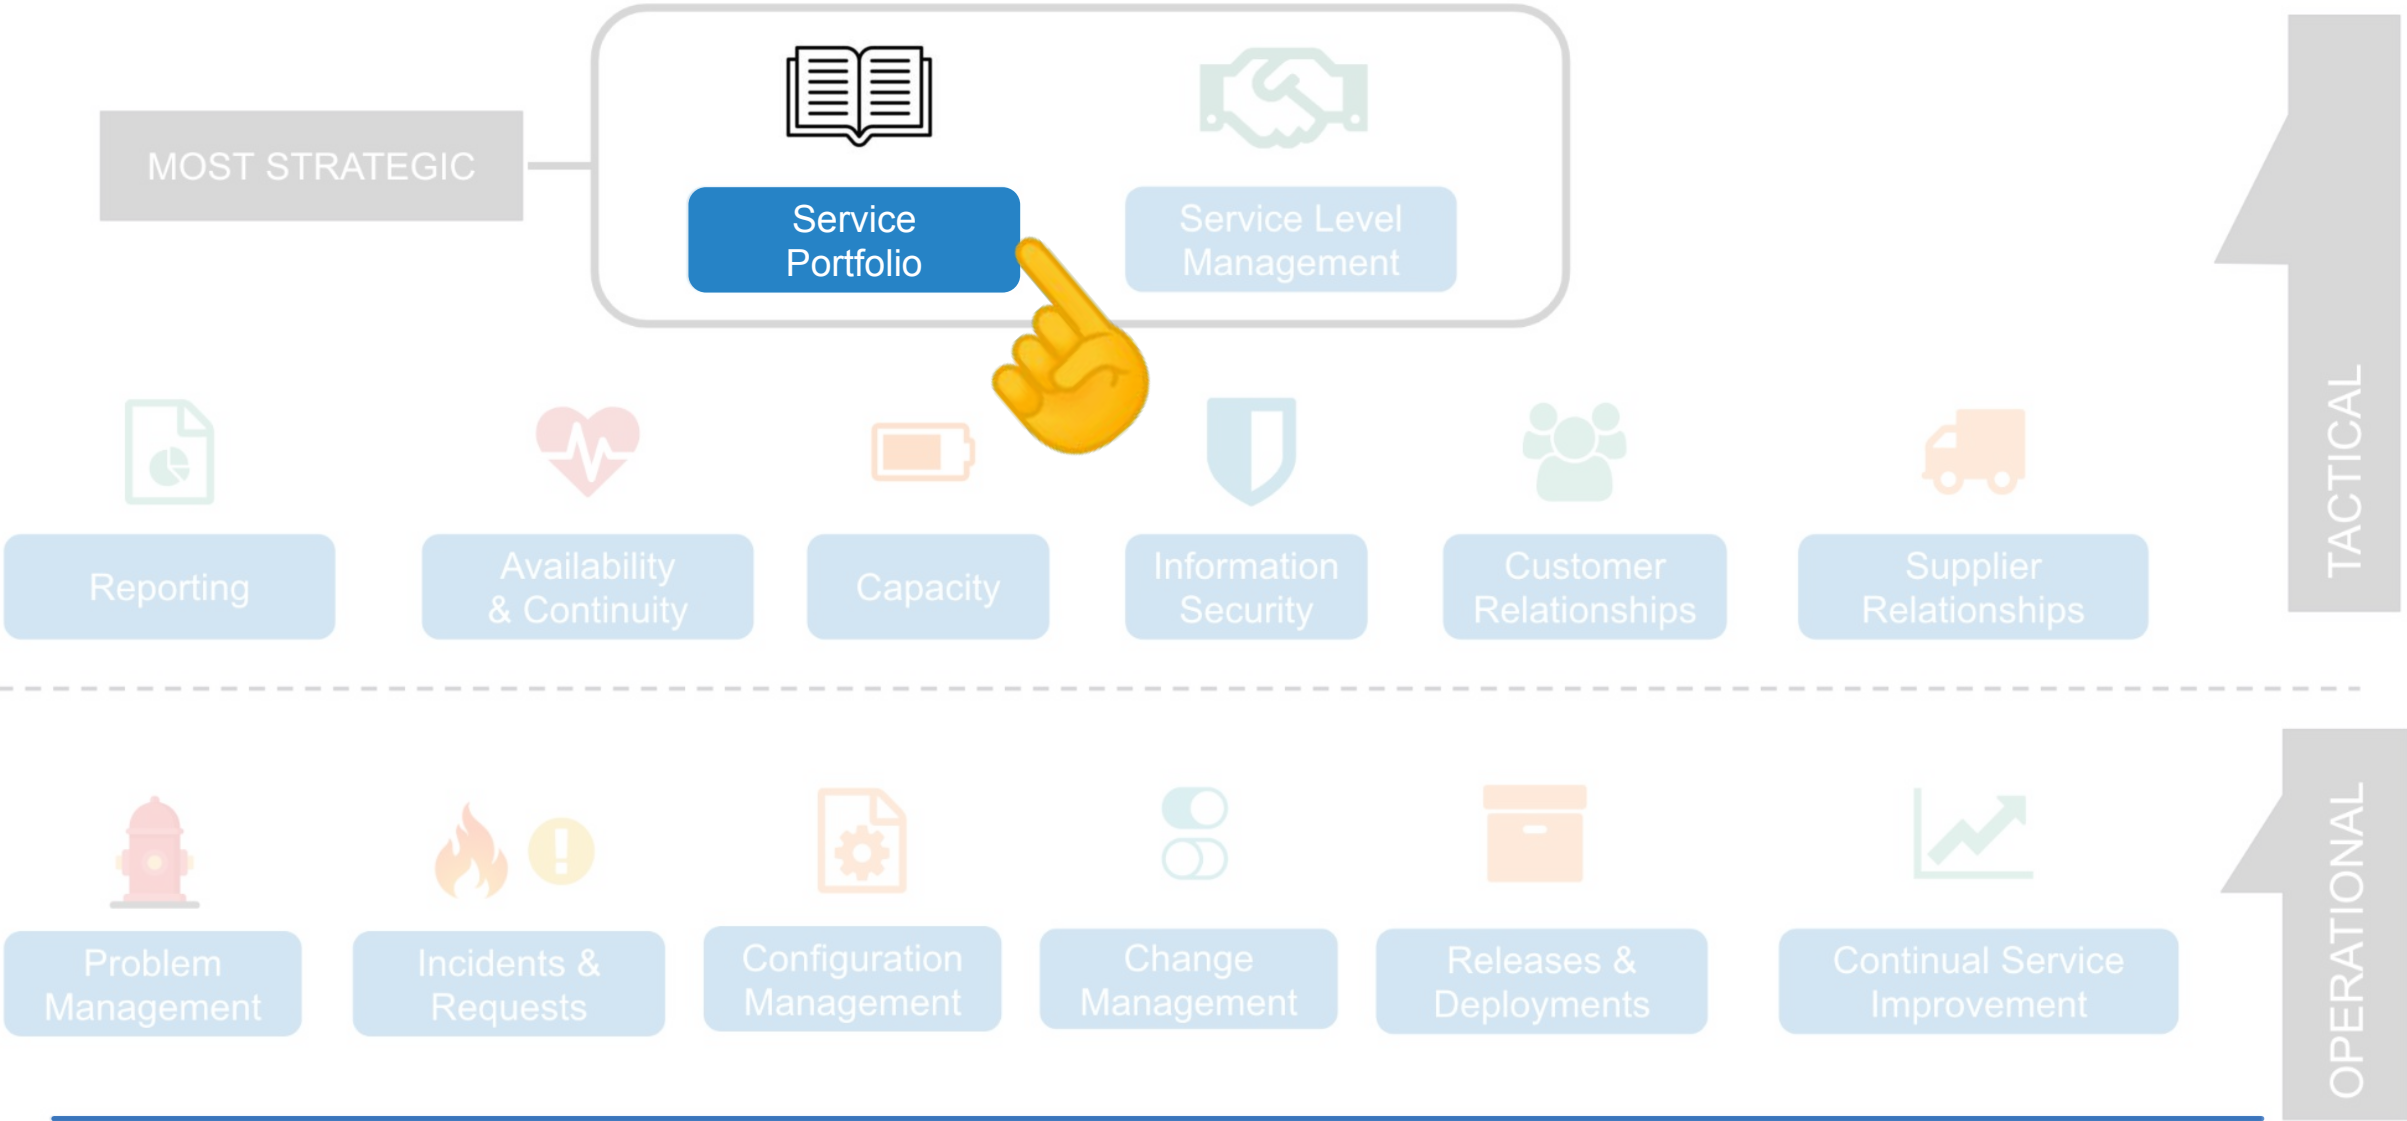 MOST STRATEGIC
Service
Portfolio
Service Level
Management
TACTICAL
Reporting
Availability
& Continuity
Capacity
Information
Security
Customer
Relationships
Supplier
Relationships
Problem
Management
Incidents &
Requests
Configuration
Management
Change
Management
Releases &
Deployments
Continual Service
Improvement
OPERATIONAL